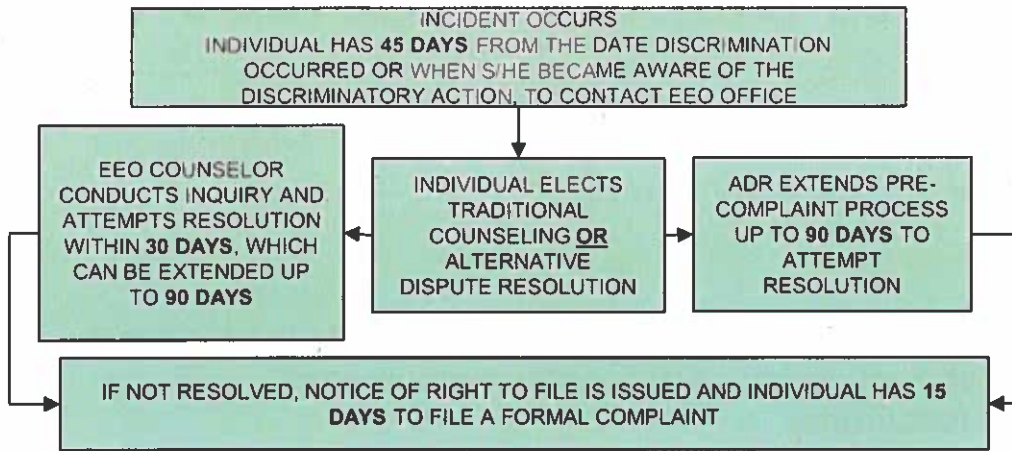 INCIDENT OCCURS
INDIVIDUAL HAS 45 DAYS FROM THE DATE DISCRIMINATION
OCCURRED OR WHEN S/HE BECAME AWARE OF THE
DISCRIMINATORY ACTION, TO CONTACT EEO OFFICE
EEO COUNSELOR
CONDUCTS INQUIRY AND
ATTEMPTS RESOLUTION
WITHIN 30 DAYS, WHICH
CAN BE EXTENDED UP
TO 90 DAYS
INDIVIDUAL ELECTS
TRADITIONAL
COUNSELING OR
ALTERNATIVE
DISPUTE RESOLUTION
ADR EXTENDS PRE-
COMPLAINT PROCESS
UP TO 90 DAYS TO
ATTEMPT
RESOLUTION
IF NOT RESOLVED, NOTICE OF RIGHT TO FILE IS ISSUED AND INDIVIDUAL HAS 15
DAYS TO FILE A FORMAL COMPLAINT